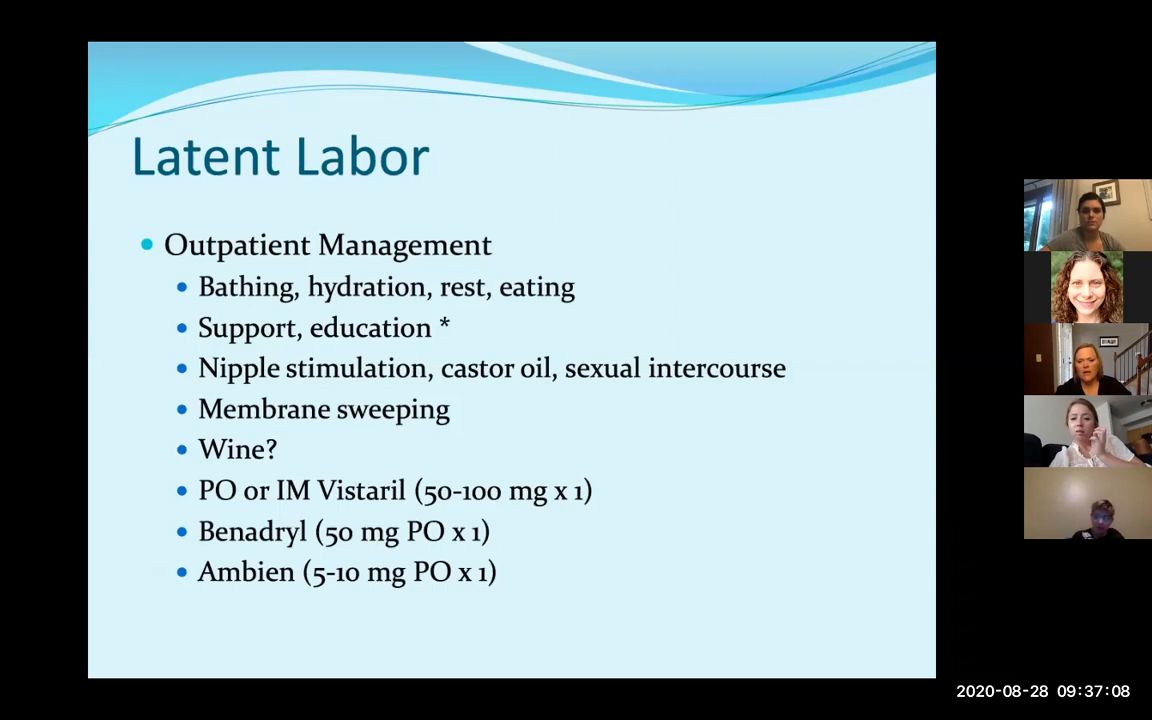 Latent Labor
Outpatient Management
Bathing, hydration, rest, eating
Support, education *
Nipple stimulation, castor oil, sexual intercourse
Membrane sweeping
Wine?
PO or IM Vistaril (50-100 mg x 1)
Benadryl (50 mg PO x 1)
Ambien (5-10 mg PO x 1)
2020-08-28 09:37:08